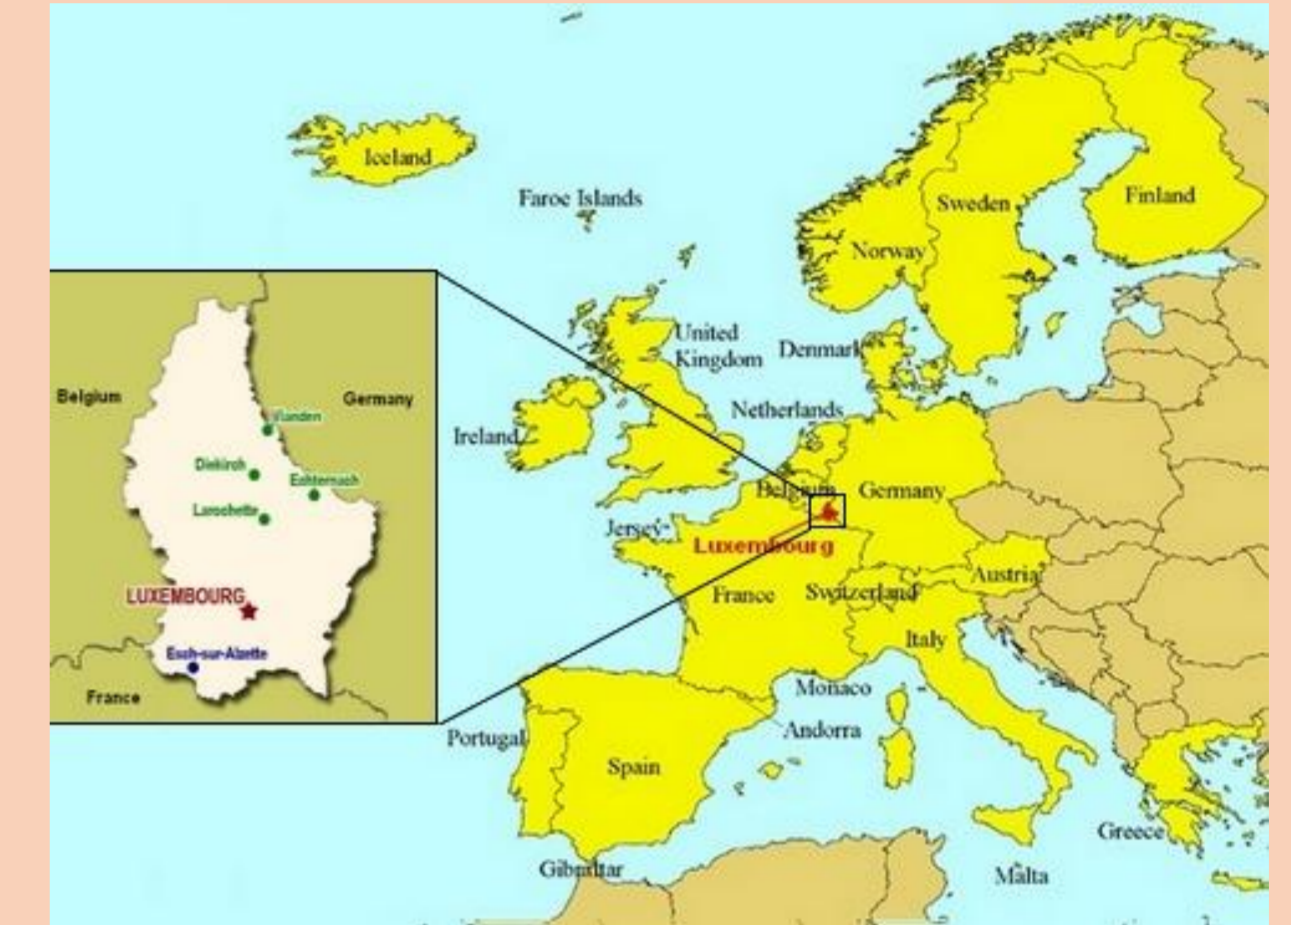 Iceland
Faroe Islands
Sweden
Finland
Norway
United
Kingdom
Denmark
Netherlands
Ireland
Belgium
Germany
Jersey
Luxembourg
Austria
France
Switzerland
Italy
Monaco
Andorra
Portugal
Spain
Greece
Gibraltar
Malta
Belgium
Germany
Vianden
Diekirch
Echternach
Larochette
LUXEMBOURG
Esch-sur-Alzette
France